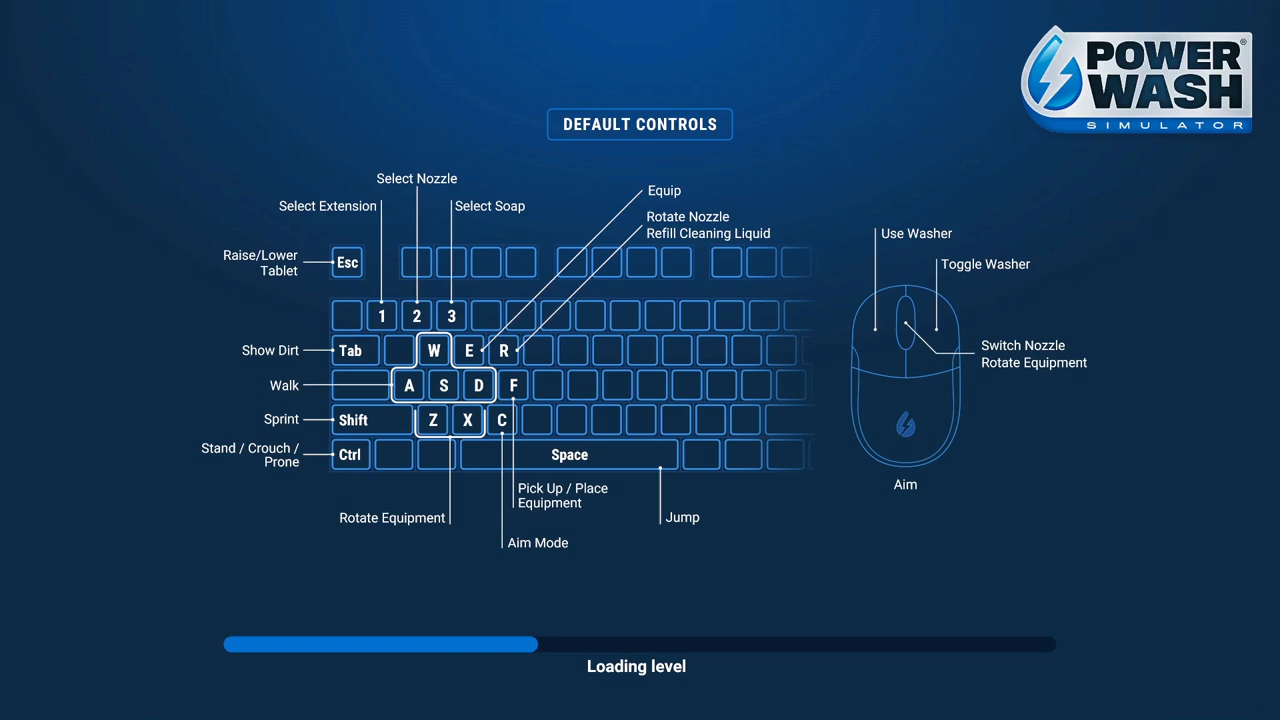 POWER
WASH
SIMULATOR
DEFAULT CONTROLS
Select Nozzle
Select Extension
Select Soap
Equip
Rotate Nozzle
Refill Cleaning Liquid
Raise/Lower
Tablet
Esc
Use Washer
Toggle Washer
1 2 3
Show Dirt
Tab W E R
Switch Nozzle
Rotate Equipment
Walk
A S D F
Sprint
Shift Z X C
Stand / Crouch /
Prone
Ctrl Space
Aim
Pick Up / Place
Equipment
Rotate Equipment
Jump
Aim Mode
Loading level